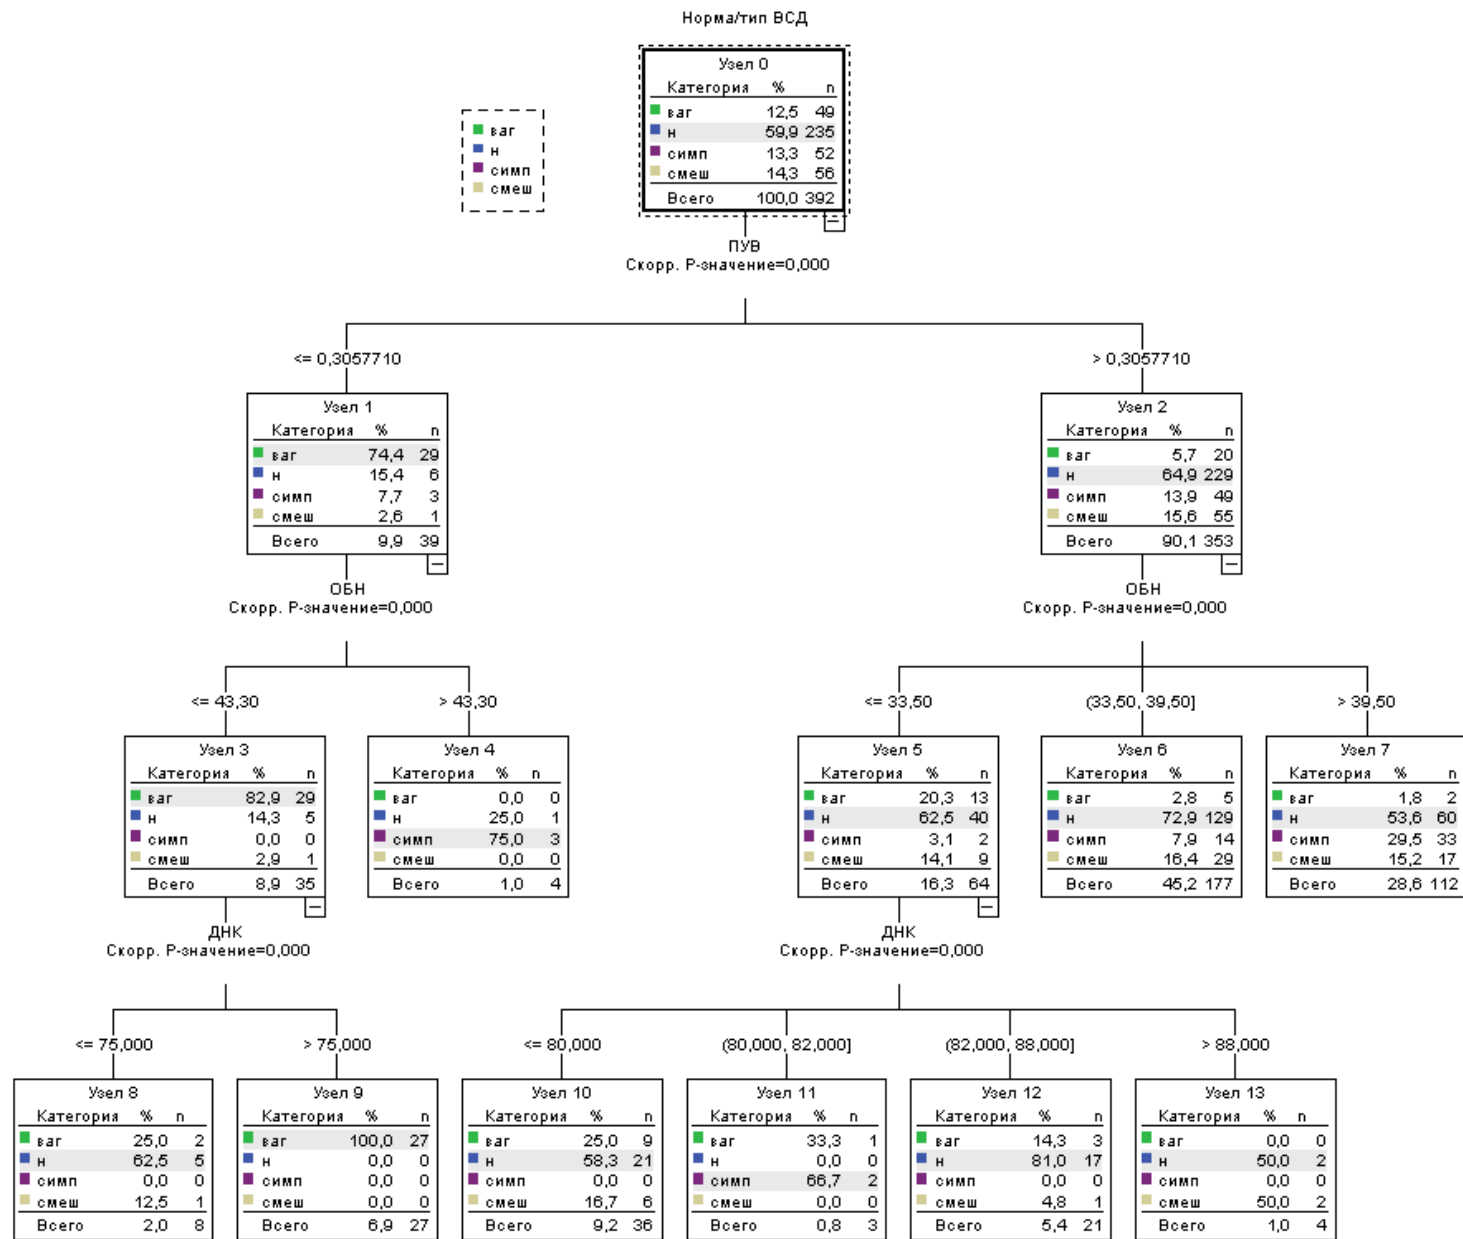 Норма/тип ВСД
Узел 0
Категория % n
ваг 12,5 49
н 59,9 235
симп 13,3 52
смеш 14,3 56
Всего 100,0 392
ваг
н
симп
смеш
ПУВ
Скорр. Р-значение=0,000
<= 0,3057710
> 0,3057710
Узел 1
Категория % n
ваг 74,4 29
н 15,4 6
симп 7,7 3
смеш 2,6 1
Всего 9,9 39
Узел 2
Категория % n
ваг 5,7 20
н 64,9 229
симп 13,9 49
смеш 15,6 55
Всего 90,1 353
ОБН
Скорр. Р-значение=0,000
ОБН
Скорр. Р-значение=0,000
<= 43,30
> 43,30
<= 33,50
(33,50, 39,50]
> 39,50
Узел 3
Категория % n
ваг 82,9 29
н 14,3 5
симп 0,0 0
смеш 2,9 1
Всего 8,9 35
Узел 4
Категория % n
ваг 0,0 0
н 25,0 1
симп 75,0 3
смеш 0,0 0
Всего 1,0 4
Узел 5
Категория % n
ваг 20,3 13
н 62,5 40
симп 3,1 2
смеш 14,1 9
Всего 16,3 64
Узел 6
Категория % n
ваг 2,8 5
н 72,9 129
симп 7,9 14
смеш 16,4 29
Всего 45,2 177
Узел 7
Категория % n
ваг 1,8 2
н 53,6 60
симп 29,5 33
смеш 15,2 17
Всего 28,6 112
ДНК
Скорр. Р-значение=0,000
ДНК
Скорр. Р-значение=0,000
<= 75,000
> 75,000
<= 80,000
(80,000, 82,000]
(82,000, 88,000]
> 88,000
Узел 8
Категория % n
ваг 25,0 2
н 62,5 5
симп 0,0 0
смеш 12,5 1
Всего 2,0 8
Узел 9
Категория % n
ваг 100,0 27
н 0,0 0
симп 0,0 0
смеш 0,0 0
Всего 6,9 27
Узел 10
Категория % n
ваг 25,0 9
н 58,3 21
симп 0,0 0
смеш 16,7 6
Всего 9,2 36
Узел 11
Категория % n
ваг 33,3 1
н 0,0 0
симп 66,7 2
смеш 0,0 0
Всего 0,8 3
Узел 12
Категория % n
ваг 14,3 3
н 81,0 17
симп 0,0 0
смеш 4,8 1
Всего 5,4 21
Узел 13
Категория % n
ваг 0,0 0
н 50,0 2
симп 0,0 0
смеш 50,0 2
Всего 1,0 4